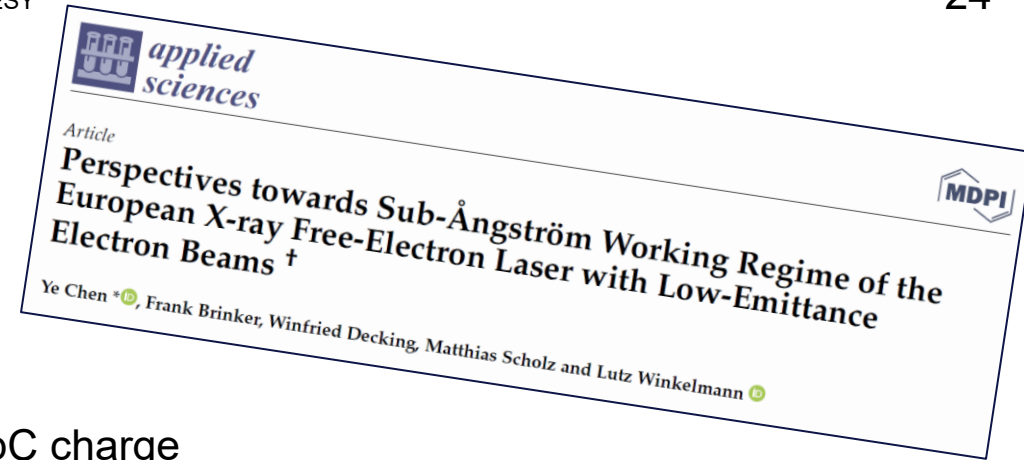 24
applied
sciences
MDPI
Article
Perspectives towards Sub-Ångström Working Regime of the
European X-ray Free-Electron Laser with Low-Emittance
Electron Beams †
Ye Chen *, Frank Brinker, Winfried Decking, Matthias Scholz and Lutz Winkelmann
charge